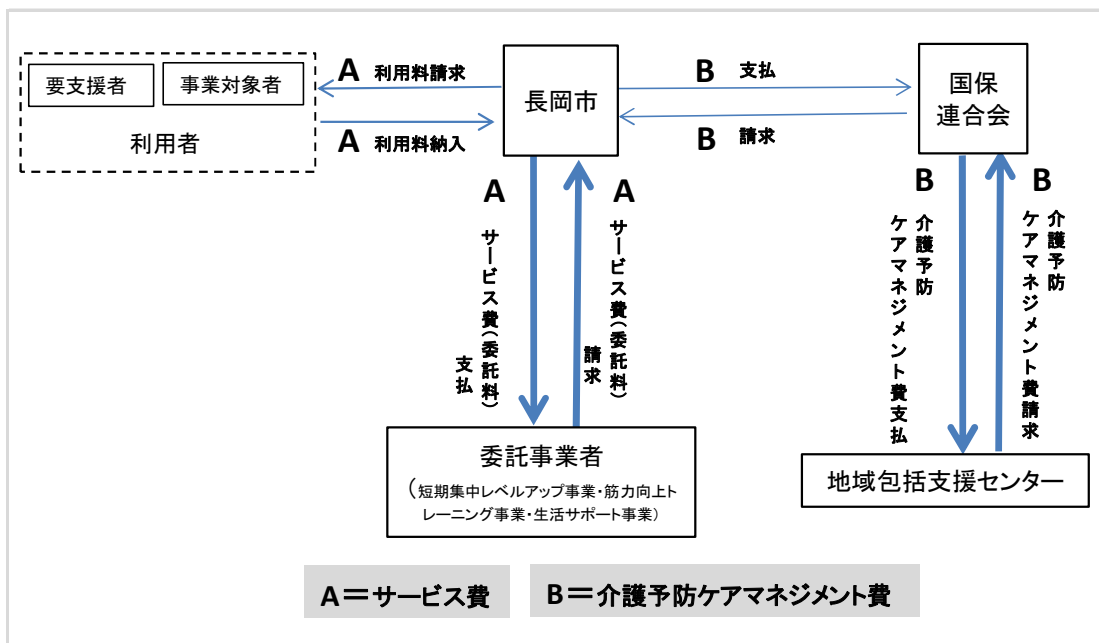 要支援者
事業対象者
利用者
A 利用料請求
A 利用料納入
長岡市
B 支払
B 請求
国保
連合会
A
サービス費(委託料)
支払
A
サービス費(委託料)
請求
B
介護予防
ケアマネジメント費支払
B
介護予防
ケアマネジメント費請求
委託事業者
(短期集中レベルアップ事業・筋力向上ト
レーニング事業・生活サポート事業)
地域包括支援センター
A=サービス費
B=介護予防ケアマネジメント費